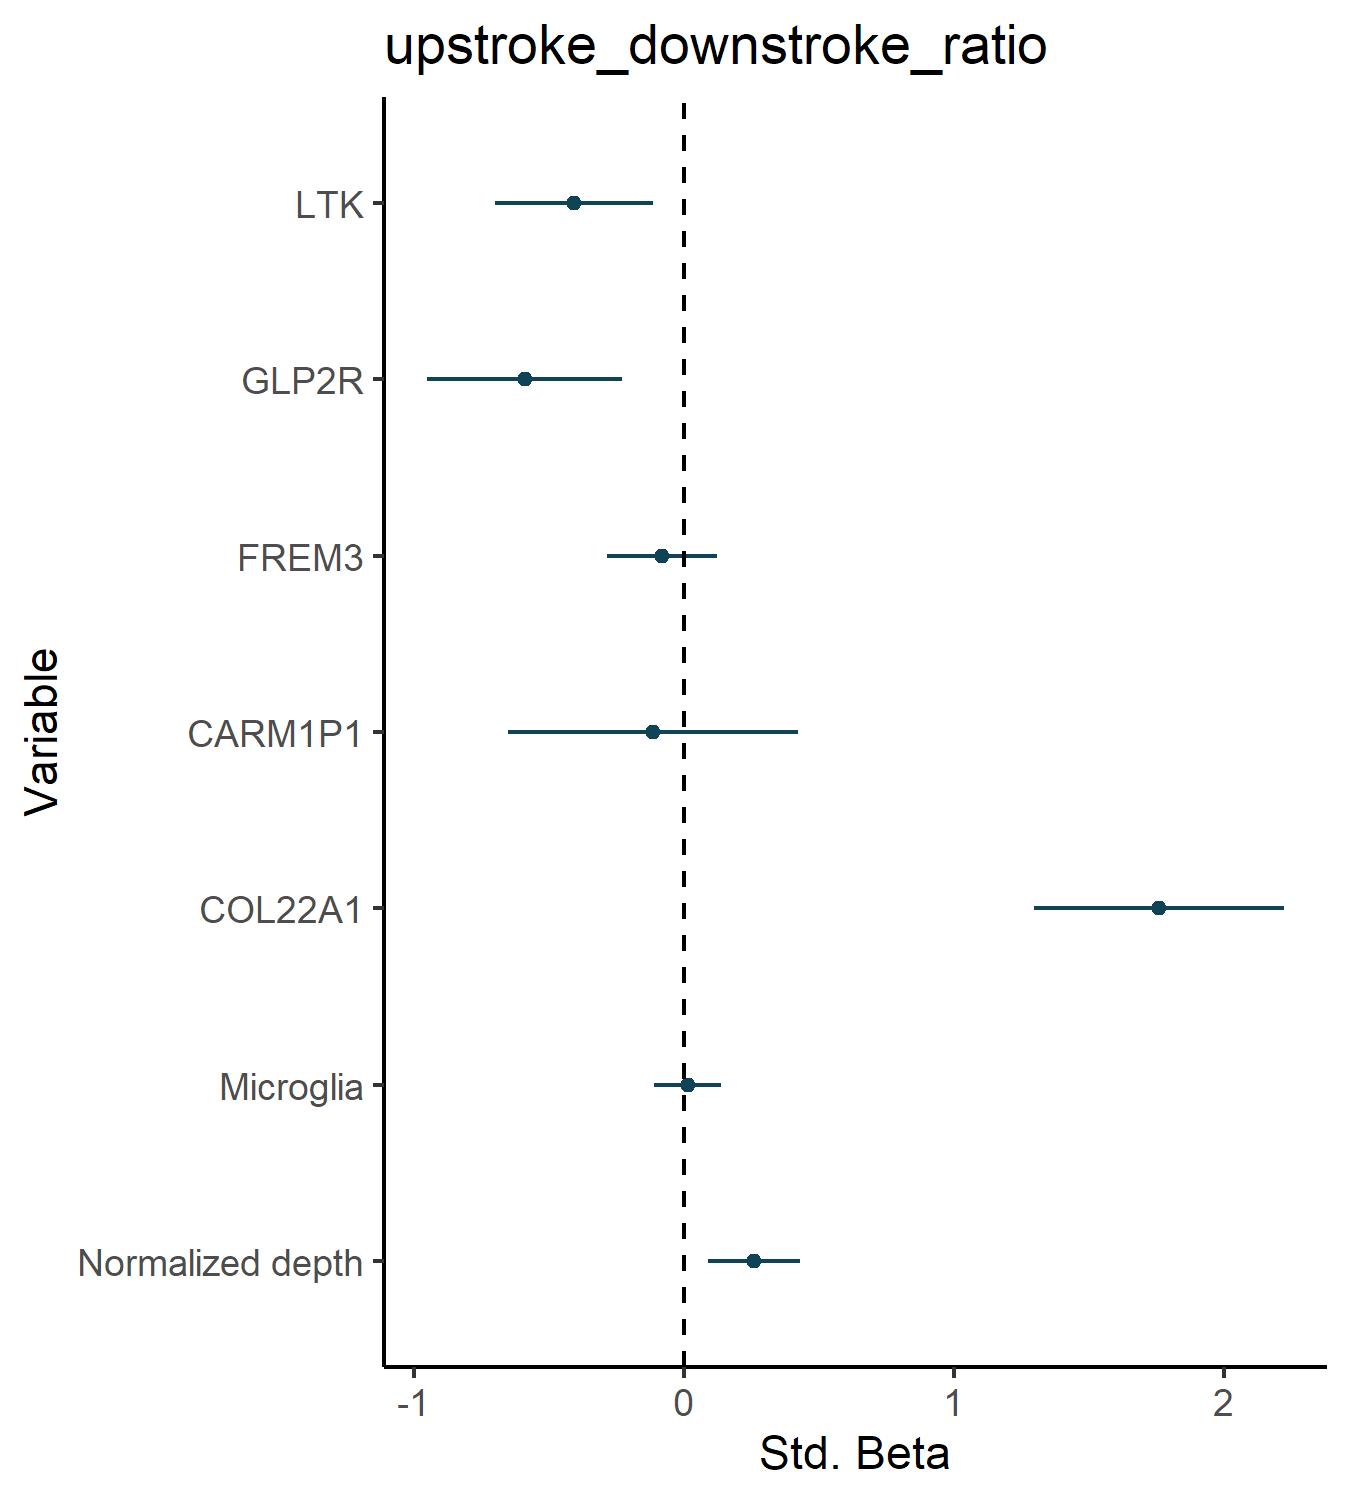 upstroke_downstroke_ratio
Variable
LTK
GLP2R
FREM3
CARM1P1
COL22A1
Microglia
Normalized depth
-1 0 1 2
Std. Beta